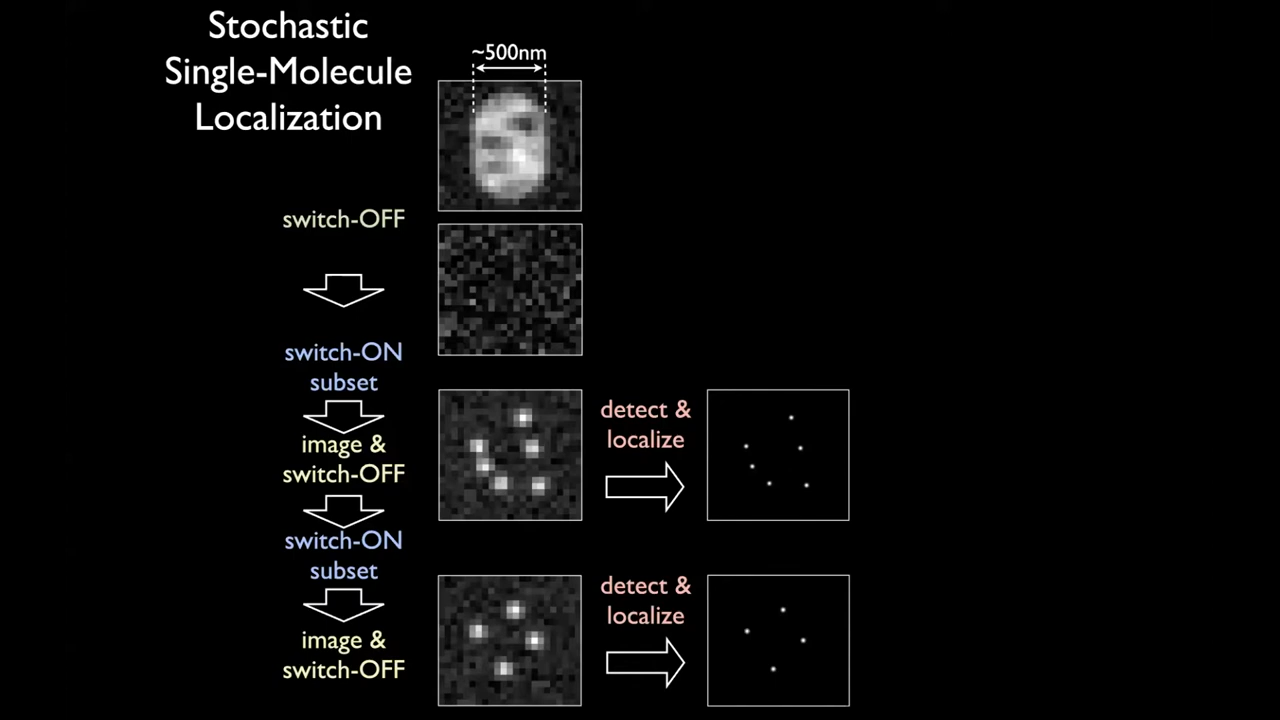 Stochastic
Single-Molecule
Localization
~500nm
switch-OFF
switch-ON
subset
image &
switch-OFF
detect &
localize
switch-ON
subset
image &
switch-OFF
detect &
localize